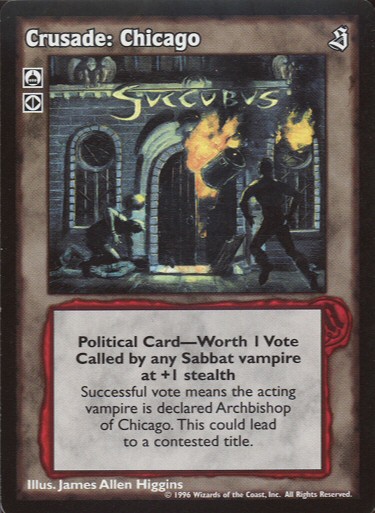 Crusade: Chicago
SUCCUBUS
Political Card—Worth 1 Vote
Called by any Sabbat vampire
at +1 stealth
Successful vote means the acting
vampire is declared Archbishop
of Chicago. This could lead
to a contested title.
Illus. James Allen Higgins
© 1996 Wizards of the Coast, Inc. All Rights Reserved.